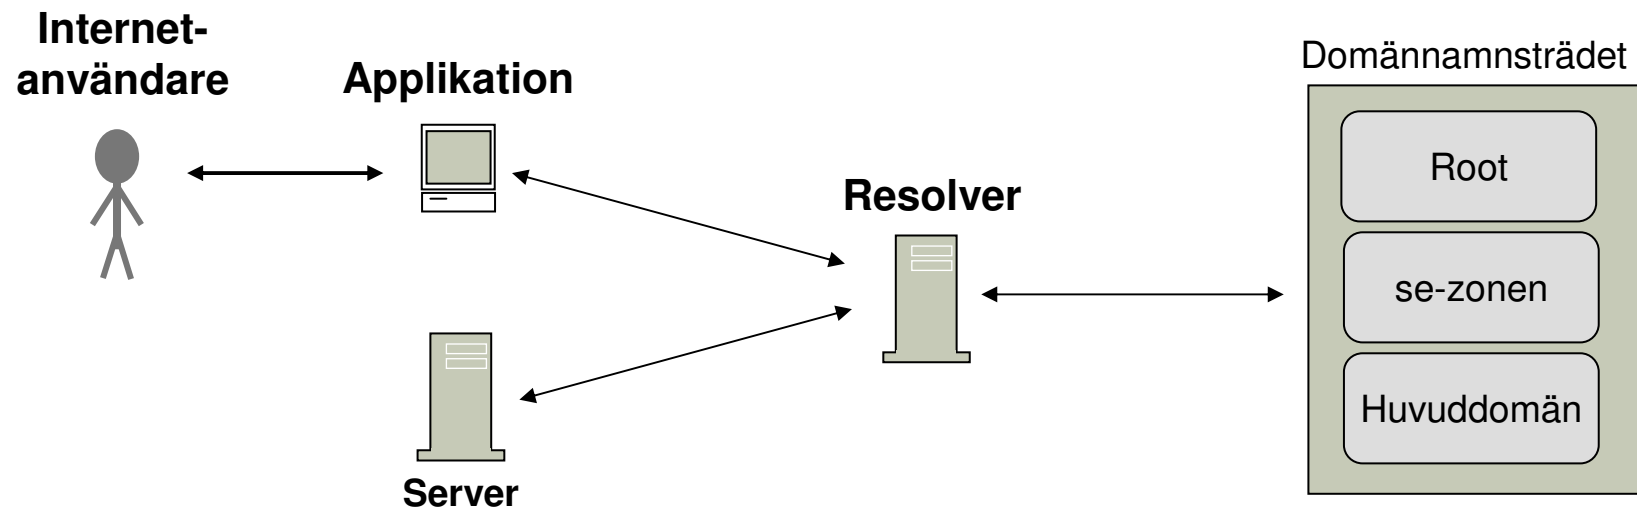 Internet-
användare
Applikation
Resolver
Server
Domännamnsträdet
Root
se-zonen
Huvuddomän